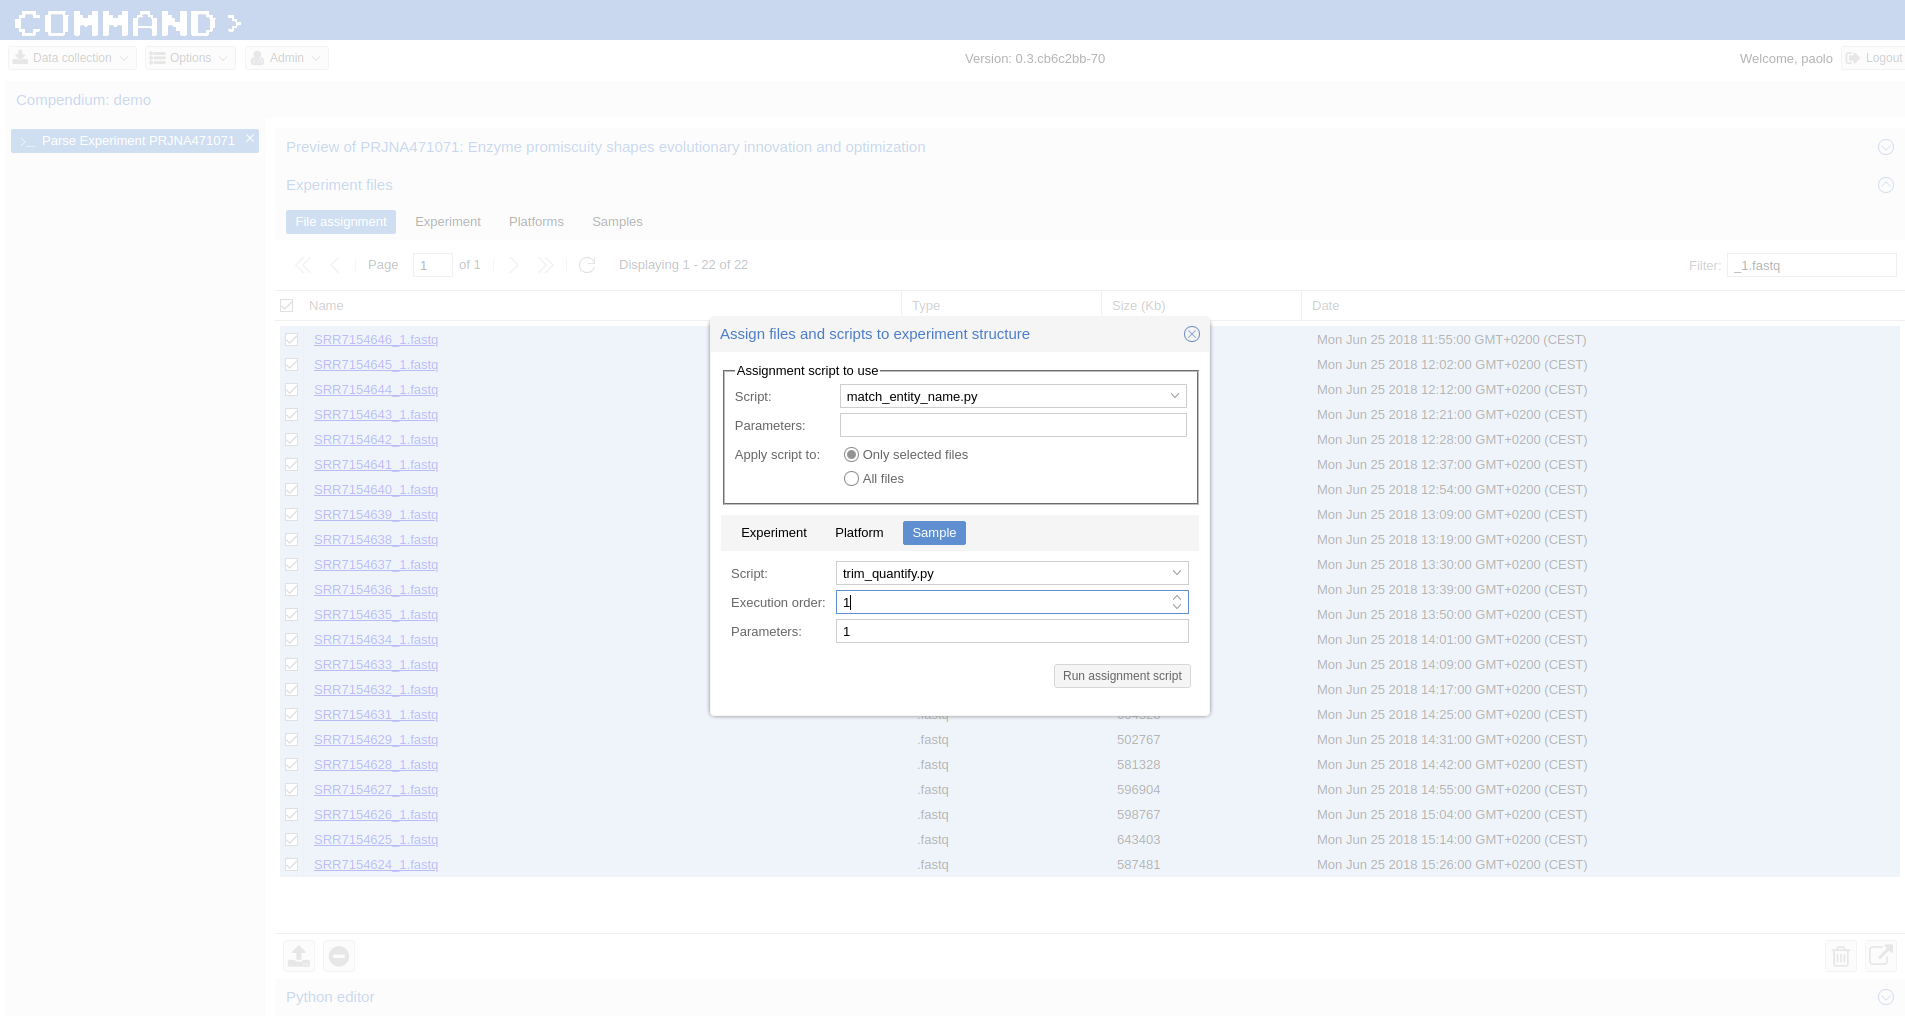 COMMAND >
Data collection Options Admin Version: 0.3.cb6c2bb-70 Welcome, paolo Logout
Compendium: demo
>_ Parse Experiment PRJNA471071
Preview of PRJNA471071: Enzyme promiscuity shapes evolutionary innovation and optimization
Experiment files
File assignment Experiment Platforms Samples
Page 1 of 1 Displaying 1 - 22 of 22 Filter: _1.fastq
Name Type Size (Kb) Date
SRR7154646_1.fastq Mon Jun 25 2018 11:55:00 GMT+0200 (CEST)
SRR7154645_1.fastq Mon Jun 25 2018 12:02:00 GMT+0200 (CEST)
SRR7154644_1.fastq Mon Jun 25 2018 12:12:00 GMT+0200 (CEST)
SRR7154643_1.fastq Mon Jun 25 2018 12:21:00 GMT+0200 (CEST)
SRR7154642_1.fastq Mon Jun 25 2018 12:28:00 GMT+0200 (CEST)
SRR7154641_1.fastq Mon Jun 25 2018 12:37:00 GMT+0200 (CEST)
SRR7154640_1.fastq Mon Jun 25 2018 12:54:00 GMT+0200 (CEST)
SRR7154639_1.fastq Mon Jun 25 2018 13:09:00 GMT+0200 (CEST)
SRR7154638_1.fastq Mon Jun 25 2018 13:19:00 GMT+0200 (CEST)
SRR7154637_1.fastq Mon Jun 25 2018 13:30:00 GMT+0200 (CEST)
SRR7154636_1.fastq Mon Jun 25 2018 13:39:00 GMT+0200 (CEST)
SRR7154635_1.fastq Mon Jun 25 2018 13:50:00 GMT+0200 (CEST)
SRR7154634_1.fastq Mon Jun 25 2018 14:01:00 GMT+0200 (CEST)
SRR7154633_1.fastq Mon Jun 25 2018 14:09:00 GMT+0200 (CEST)
SRR7154632_1.fastq Mon Jun 25 2018 14:17:00 GMT+0200 (CEST)
SRR7154631_1.fastq .fastq Mon Jun 25 2018 14:25:00 GMT+0200 (CEST)
SRR7154629_1.fastq .fastq 502767 Mon Jun 25 2018 14:31:00 GMT+0200 (CEST)
SRR7154628_1.fastq .fastq 581328 Mon Jun 25 2018 14:42:00 GMT+0200 (CEST)
SRR7154627_1.fastq .fastq 596904 Mon Jun 25 2018 14:55:00 GMT+0200 (CEST)
SRR7154626_1.fastq .fastq 598767 Mon Jun 25 2018 15:04:00 GMT+0200 (CEST)
SRR7154625_1.fastq .fastq 643403 Mon Jun 25 2018 15:14:00 GMT+0200 (CEST)
SRR7154624_1.fastq .fastq 587481 Mon Jun 25 2018 15:26:00 GMT+0200 (CEST)
Assign files and scripts to experiment structure
Assignment script to use
Script: match_entity_name.py
Parameters:
Apply script to: Only selected files
All files
Experiment Platform Sample
Script: trim_quantify.py
Execution order: 1
Parameters: 1
Run assignment script
Python editor